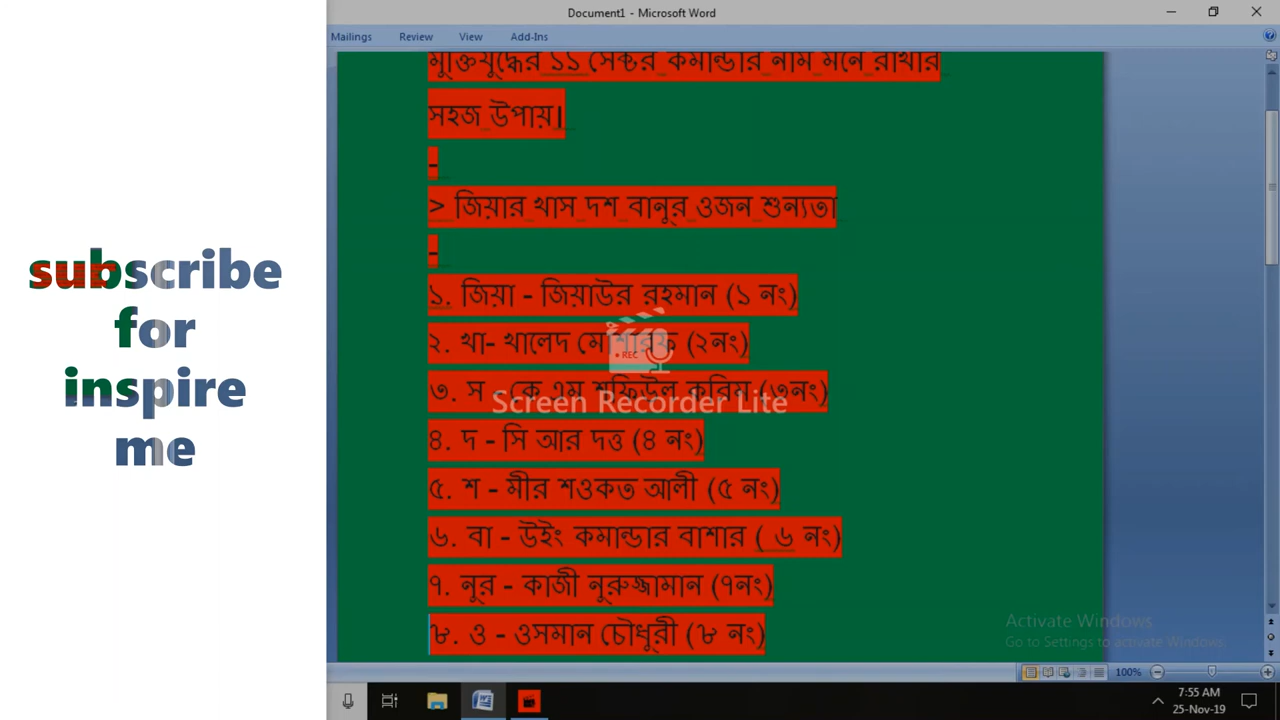 Document1 - Microsoft Word
Mailings Review View Add-Ins
মুক্তিযুদ্ধের ১১ সেক্টর কমান্ডার নাম মনে রাখার
সহজ উপায়।
-
> জিয়ার খাস দশ বানুর ওজন শুন্যতা
-
১. জিয়া - জিয়াউর রহমান (১ নং)
২. খা- খালেদ মোশারফ (২নং)
৩. স - কে এম শফিউল করিম (৩নং)
৪. দ - সি আর দত্ত (৪ নং)
৫. শ - মীর শওকত আলী (৫ নং)
৬. বা - উইং কমান্ডার বাশার ( ৬ নং)
৭. নুর - কাজী নুরুজ্জামান (৭নং)
৮. ও - ওসমান চৌধুরী (৮ নং)
subscribe
for
inspire
me
REC
Screen Recorder Lite
Activate Windows
Go to Settings to activate Windows.
100%
7:55 AM
25-Nov-19